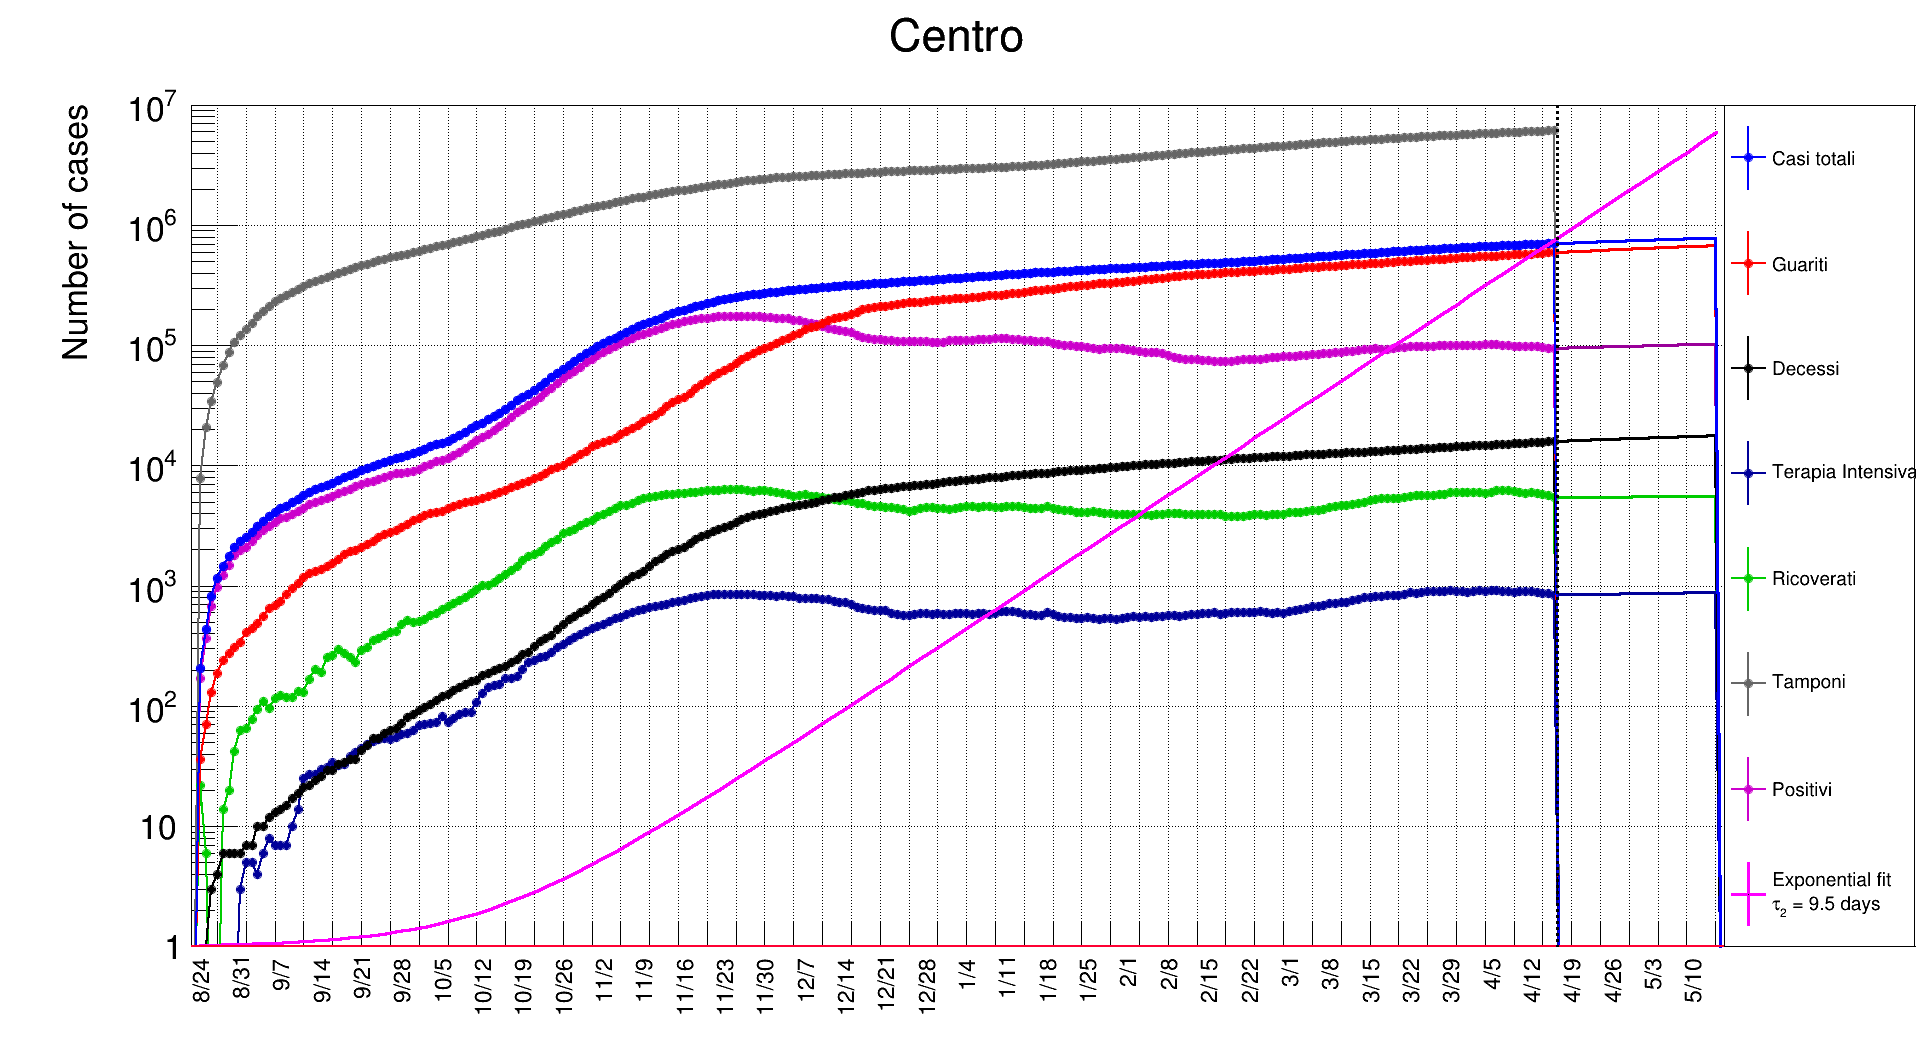 Centro
Number of cases
10^7
10^6
10^5
10^4
10^3
10^2
10
1
8/24 8/31 9/7 9/14 9/21 9/28 10/5 10/12 10/19 10/26 11/2 11/9 11/16 11/23 11/30 12/7 12/14 12/21 12/28 1/4 1/11 1/18 1/25 2/1 2/8 2/15 2/22 3/1 3/8 3/15 3/22 3/29 4/5 4/12 4/19 4/26 5/3 5/10
Casi totali
Guariti
Decessi
Terapia Intensiva
Ricoverati
Tamponi
Positivi
Exponential fit
τ₂ = 9.5 days